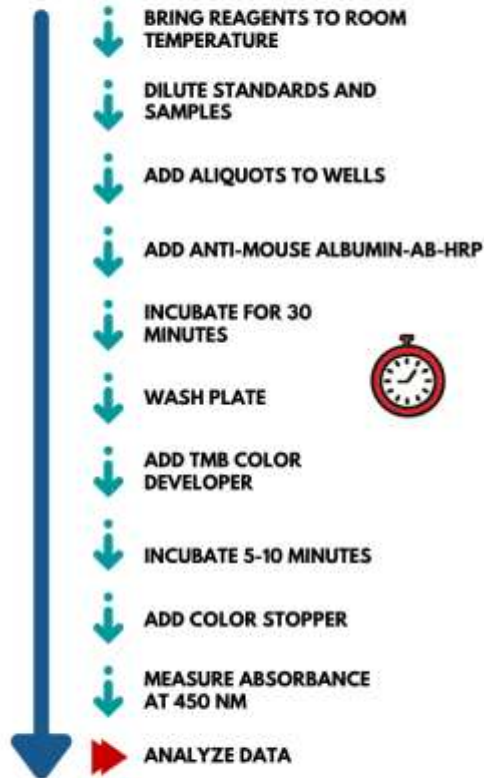 BRING REAGENTS TO ROOM
TEMPERATURE
DILUTE STANDARDS AND
SAMPLES
ADD ALIQUOTS TO WELLS
ADD ANTI-MOUSE ALBUMIN-AB-HRP
INCUBATE FOR 30
MINUTES
WASH PLATE
ADD TMB COLOR
DEVELOPER
INCUBATE 5-10 MINUTES
ADD COLOR STOPPER
MEASURE ABSORBANCE
AT 450 NM
ANALYZE DATA